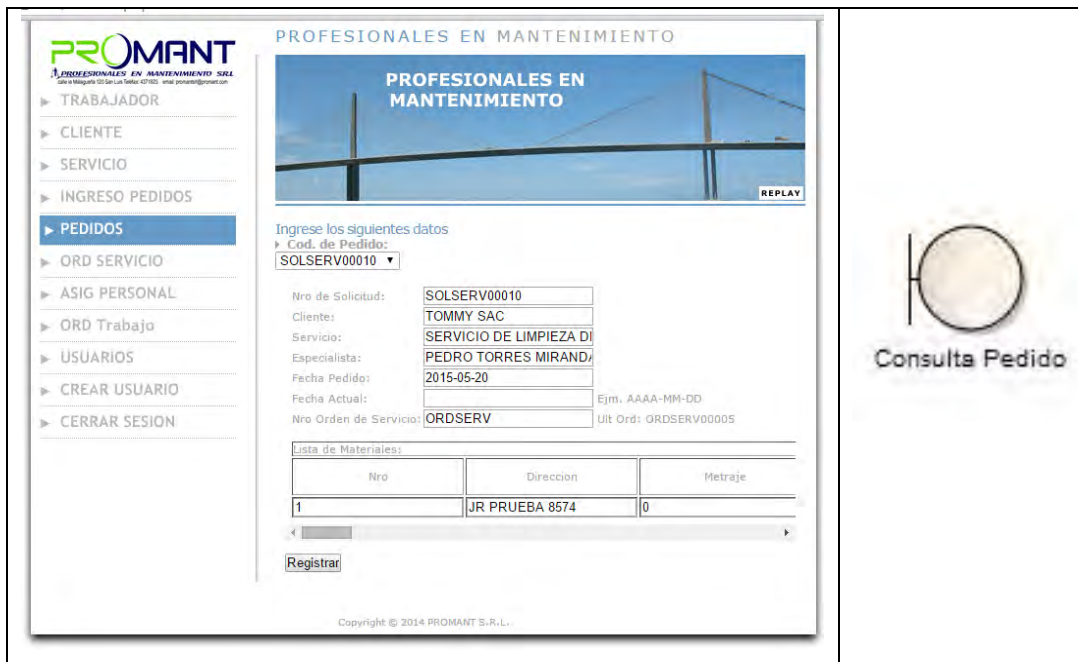 PROMANT
PROFESIONALES EN MANTENIMIENTO SRL
TRABAJADOR
CLIENTE
SERVICIO
INGRESO PEDIDOS
PEDIDOS
ORD SERVICIO
ASIG PERSONAL
ORD Trabajo
USUARIOS
CREAR USUARIO
CERRAR SESION
PROFESIONALES EN MANTENIMIENTO
PROFESIONALES EN
MANTENIMIENTO
REPLAY
Ingrese los siguientes datos
Cod. de Pedido:
SOLSERV00010
Nro de Solicitud: SOLSERV00010
Cliente: TOMMY SAC
Servicio: SERVICIO DE LIMPIEZA DI
Especialista: PEDRO TORRES MIRAND
Fecha Pedido: 2015-05-20
Fecha Actual: Ejm. AAAA-MM-DD
Nro Orden de Servicio: ORDSERV Ult Ord: ORDSERV00005
Lista de Materiales:
Nro Direccion Metraje
1 JR PRUEBA 8574 0
Registrar
Copyright © 2014 PROMANT S.R.L.
Consulta Pedido